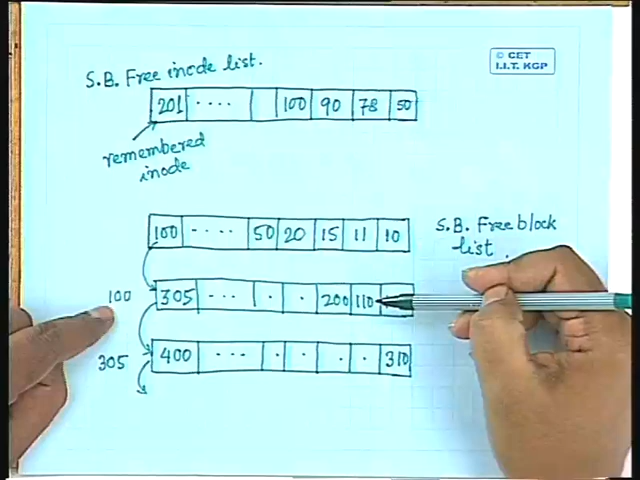 © CET
I.I.T. KGP
S.B. Free inode list.
201 .... 100 90 78 50
remembered
inode
100 .... 50 20 15 11 10
S.B. Free block
list.
100 305 ... . . 200 110
305 400 ... . . . . 310